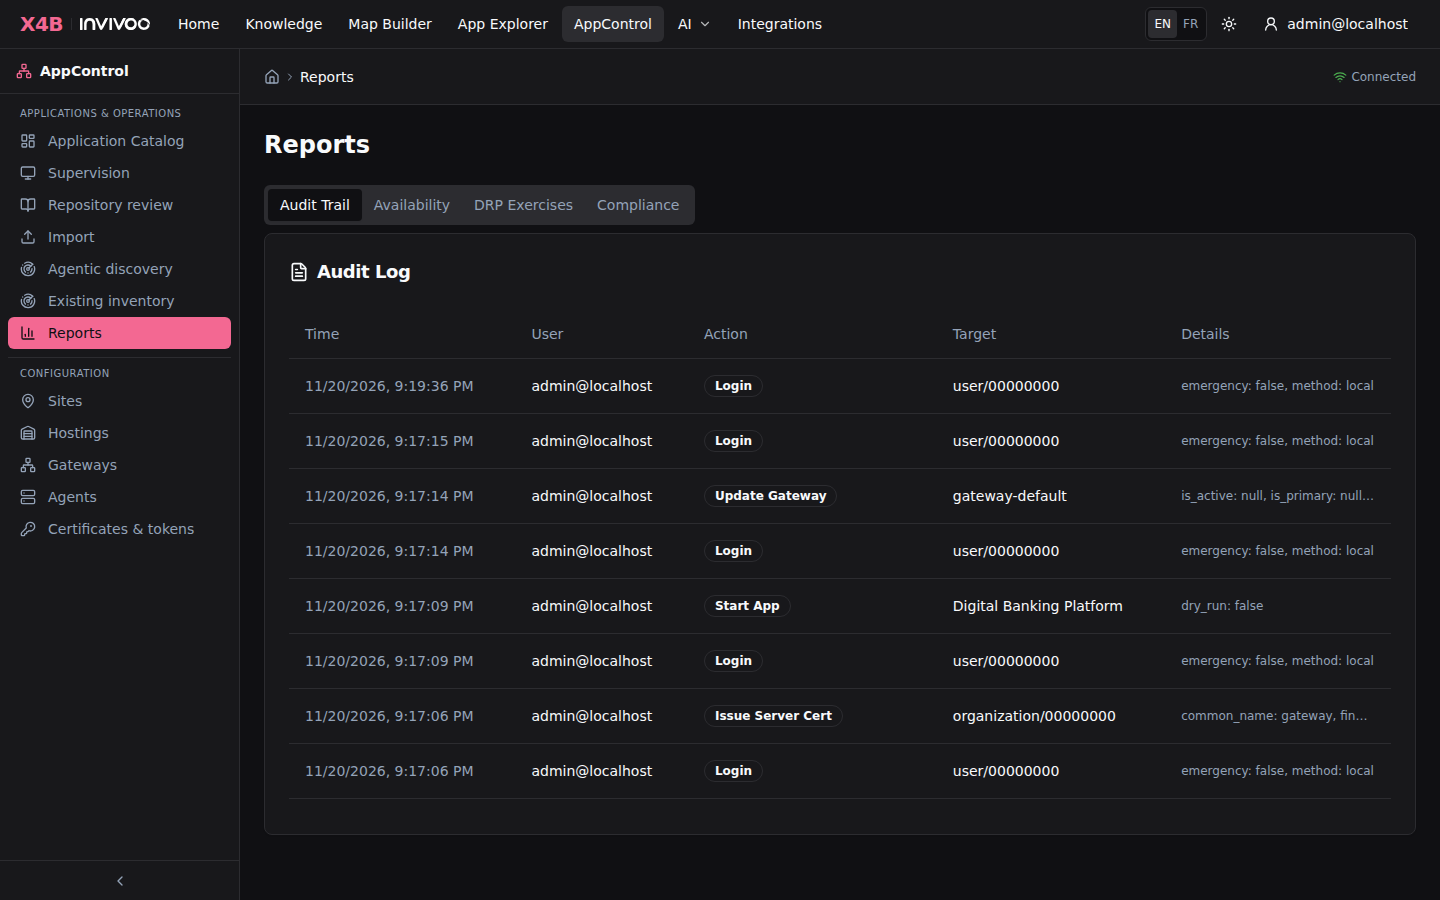 X4B INVIVOO Home Knowledge Map Builder App Explorer AppControl AI Integrations EN FR admin@localhost
AppControl
Reports
Connected
APPLICATIONS & OPERATIONS
Application Catalog
Supervision
Repository review
Import
Agentic discovery
Existing inventory
Reports
CONFIGURATION
Sites
Hostings
Gateways
Agents
Certificates & tokens
Reports
Audit Trail Availability DRP Exercises Compliance
Audit Log
Time User Action Target Details
11/20/2026, 9:19:36 PM admin@localhost Login user/00000000 emergency: false, method: local
11/20/2026, 9:17:15 PM admin@localhost Login user/00000000 emergency: false, method: local
11/20/2026, 9:17:14 PM admin@localhost Update Gateway gateway-default is_active: null, is_primary: null...
11/20/2026, 9:17:14 PM admin@localhost Login user/00000000 emergency: false, method: local
11/20/2026, 9:17:09 PM admin@localhost Start App Digital Banking Platform dry_run: false
11/20/2026, 9:17:09 PM admin@localhost Login user/00000000 emergency: false, method: local
11/20/2026, 9:17:06 PM admin@localhost Issue Server Cert organization/00000000 common_name: gateway, fin...
11/20/2026, 9:17:06 PM admin@localhost Login user/00000000 emergency: false, method: local